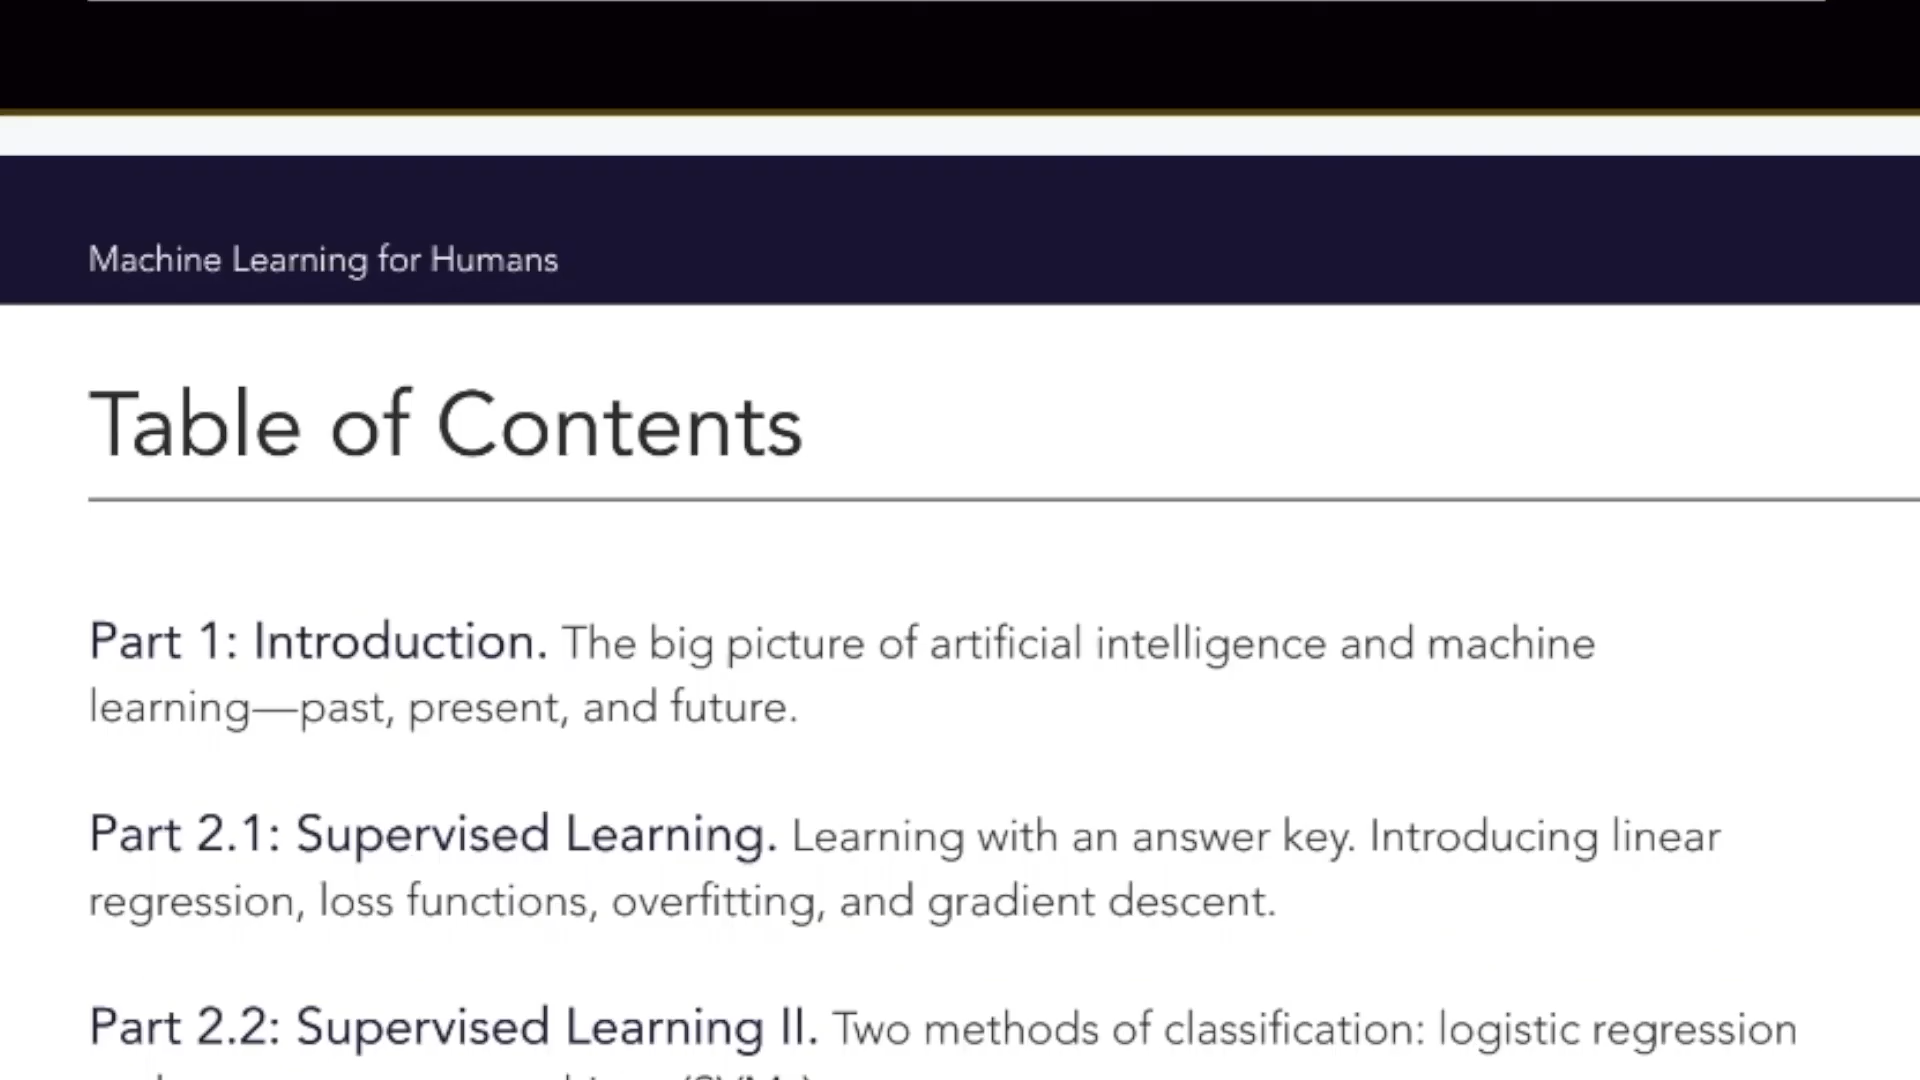 Machine Learning for Humans
Table of Contents
Part 1: Introduction. The big picture of artificial intelligence and machine
learning—past, present, and future.
Part 2.1: Supervised Learning. Learning with an answer key. Introducing linear
regression, loss functions, overfitting, and gradient descent.
Part 2.2: Supervised Learning II. Two methods of classification: logistic regression